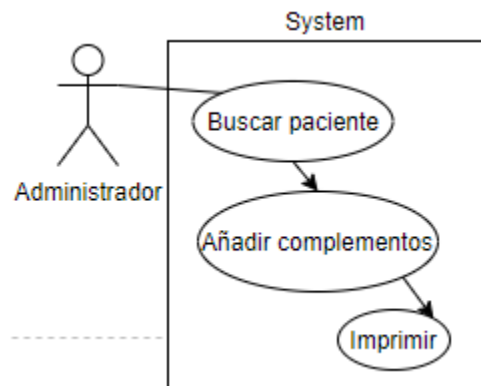 System
Buscar paciente
Administrador
Añadir complementos
Imprimir